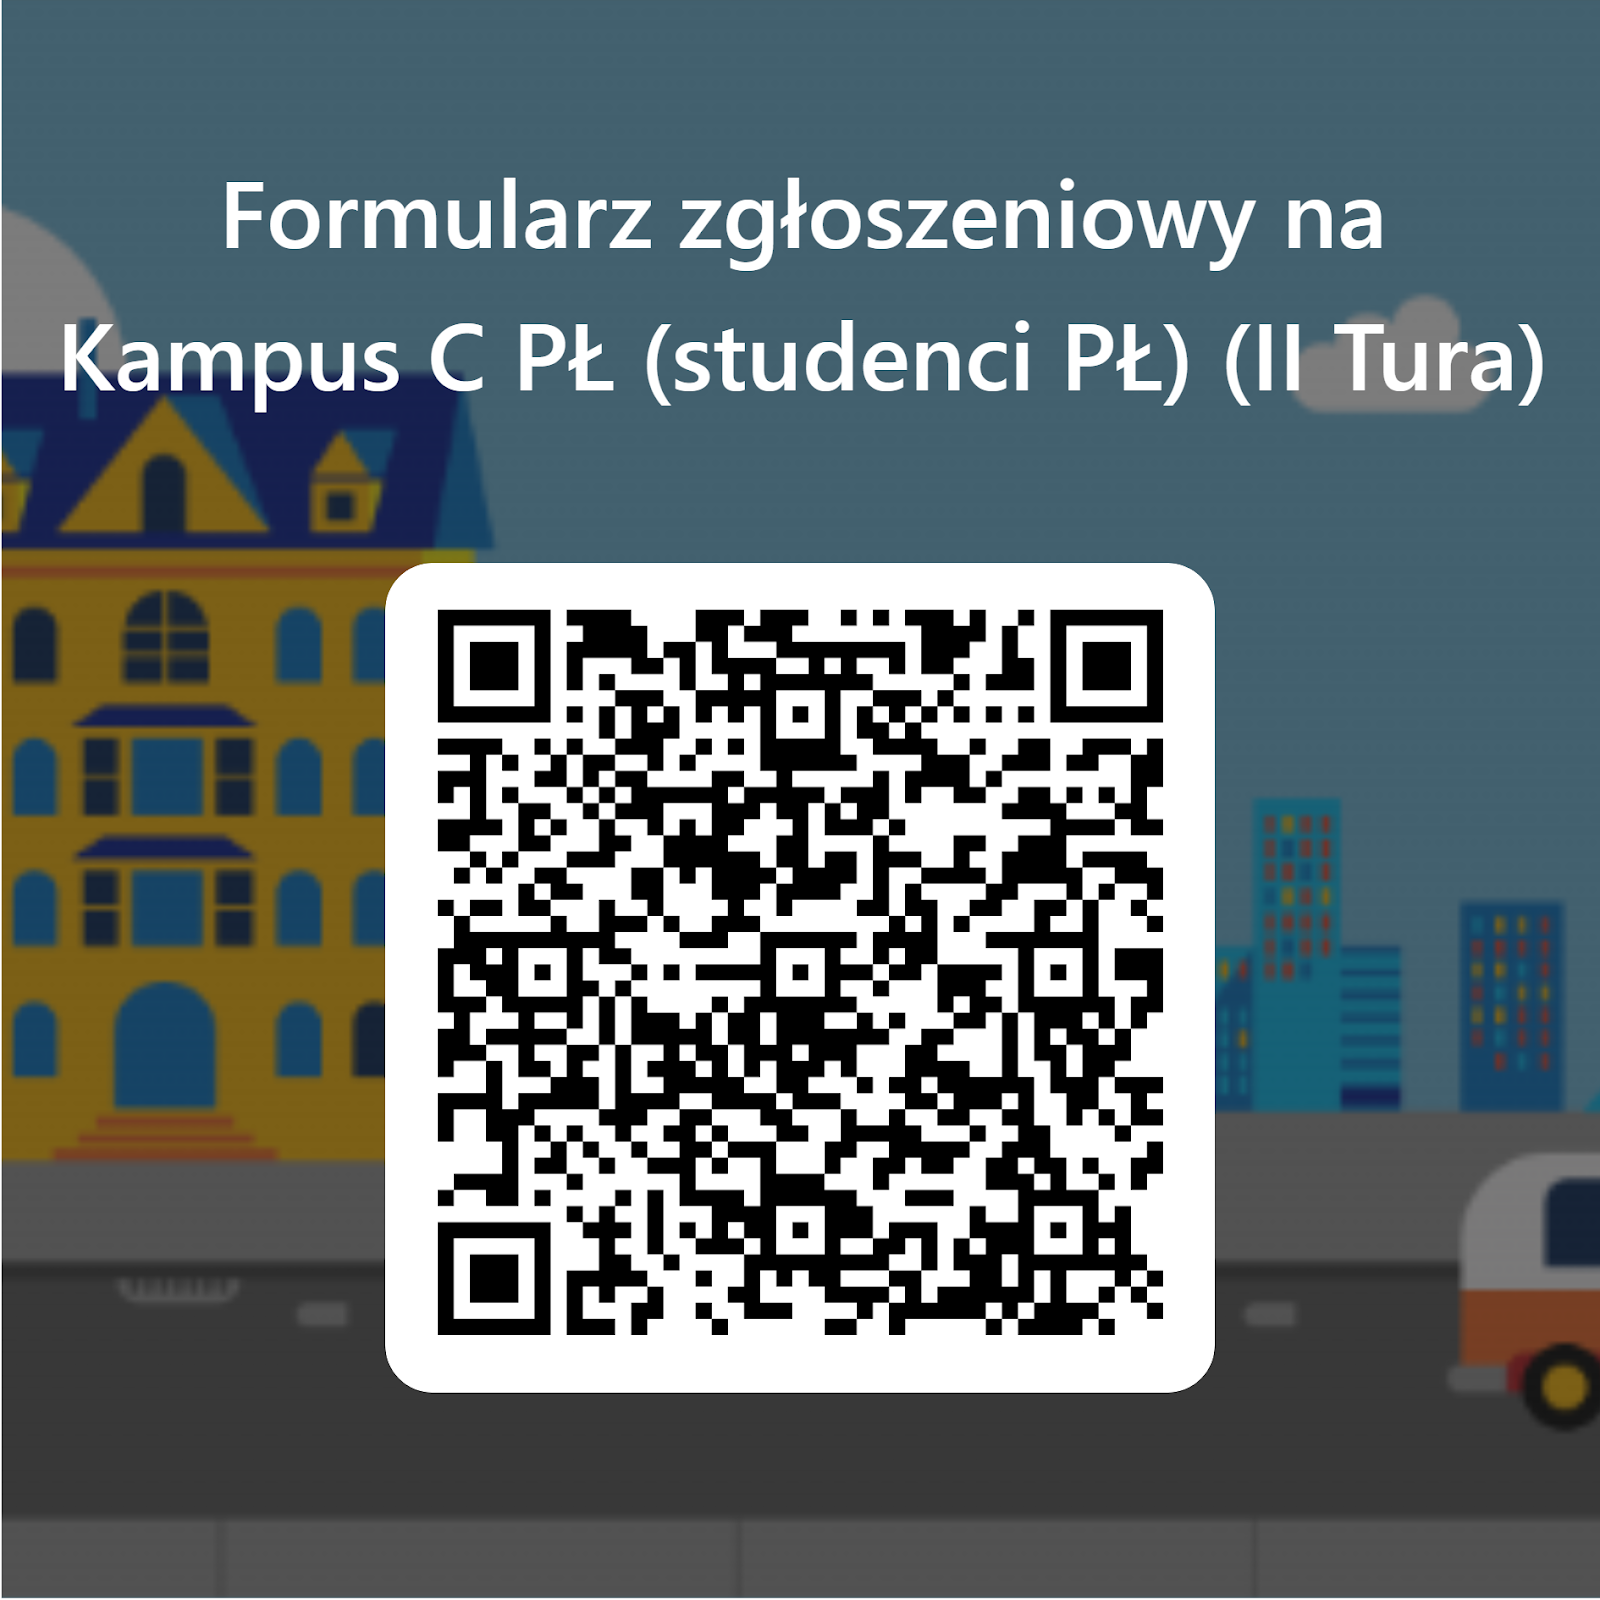 Formularz zgłoszeniowy na
Kampus C PŁ (studenci PŁ) (II Tura)